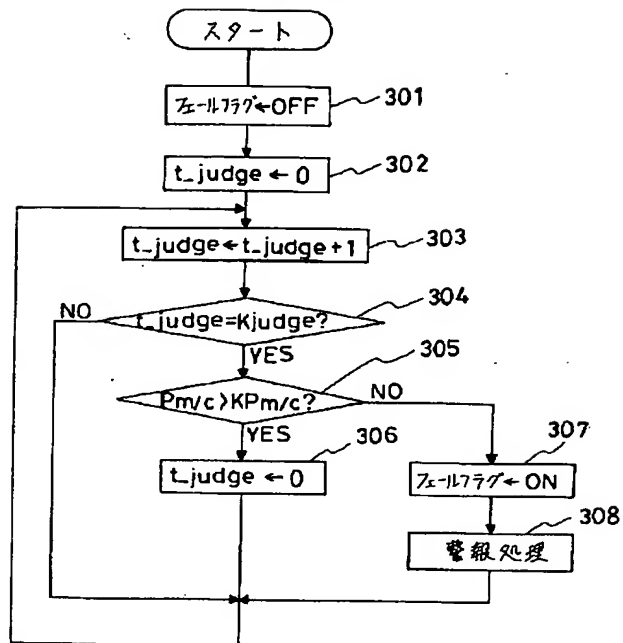 スタート
フェールフラグ←OFF
301
t_judge ← 0
302
t_judge ← t_judge + 1
303
304
NO
t_judge=Kjudge?
YES
305
Pm/c>KPm/c?
NO
YES
306
t_judge ← 0
307
フェールフラグ← ON
308
警報処理